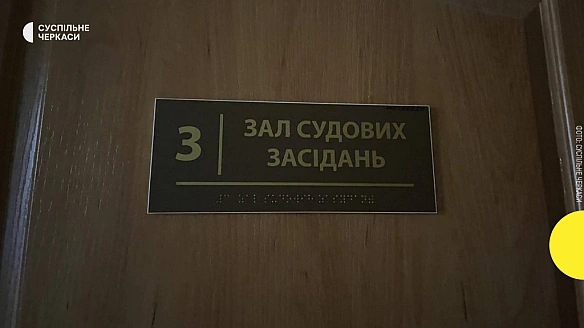 СУСПІЛЬНЕ
ЧЕРКАСИ
3
ЗАЛ СУДОВИХ
ЗАСІДАНЬ
ФОТО: СУСПІЛЬНЕ ЧЕРКАСИ